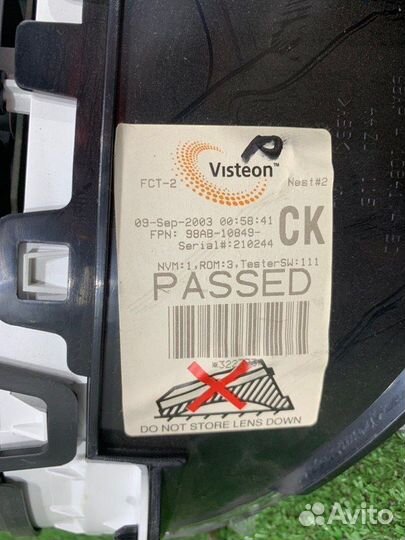 Visteon™
FCT-2 Nest#2
09-Sep-2003 00:58:41
FPN: 98AB-10849- CK
Serial#:210244
NVM:1,ROM:3,TesterSW:111
PASSED
DO NOT STORE LENS DOWN
Avito